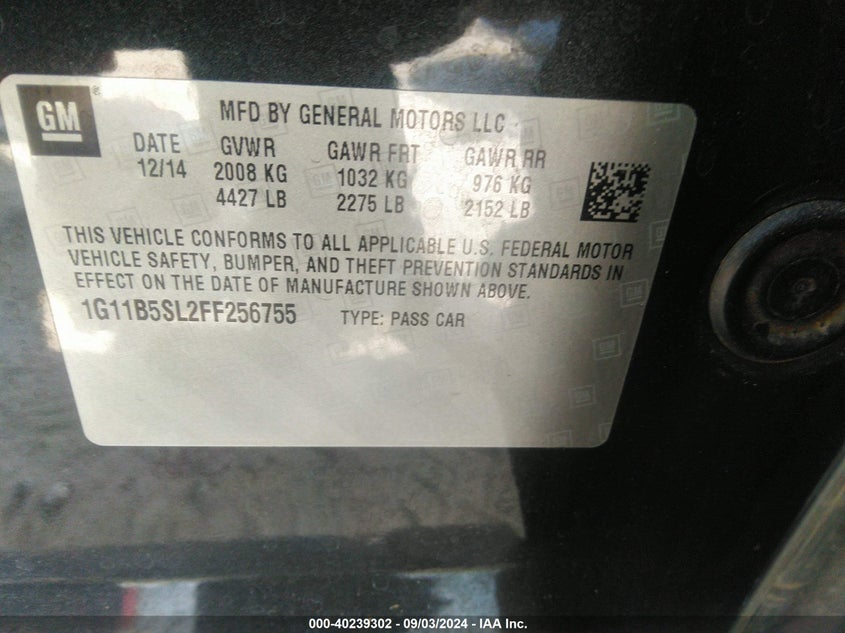 GM
®
MFD BY GENERAL MOTORS LLC
DATE GVWR GAWR FRT GAWR RR
12/14 2008 KG 1032 KG 976 KG
4427 LB 2275 LB 2152 LB
THIS VEHICLE CONFORMS TO ALL APPLICABLE U.S. FEDERAL MOTOR
VEHICLE SAFETY, BUMPER, AND THEFT PREVENTION STANDARDS IN
EFFECT ON THE DATE OF MANUFACTURE SHOWN ABOVE.
1G11B5SL2FF256755 TYPE: PASS CAR
000-40239302 - 09/03/2024 - IAA Inc.